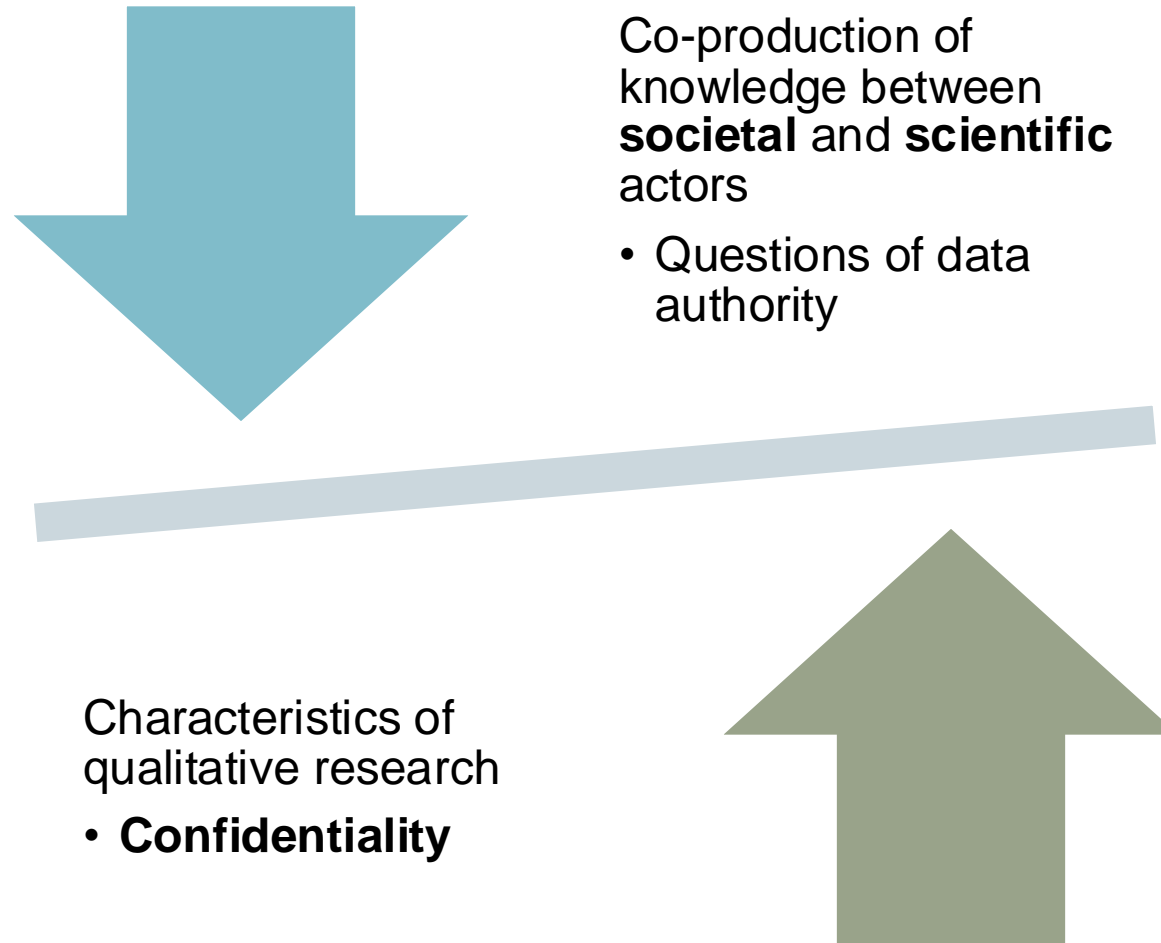 Co-production of
knowledge between
societal and scientific
actors
• Questions of data
authority
Characteristics of
qualitative research
• Confidentiality